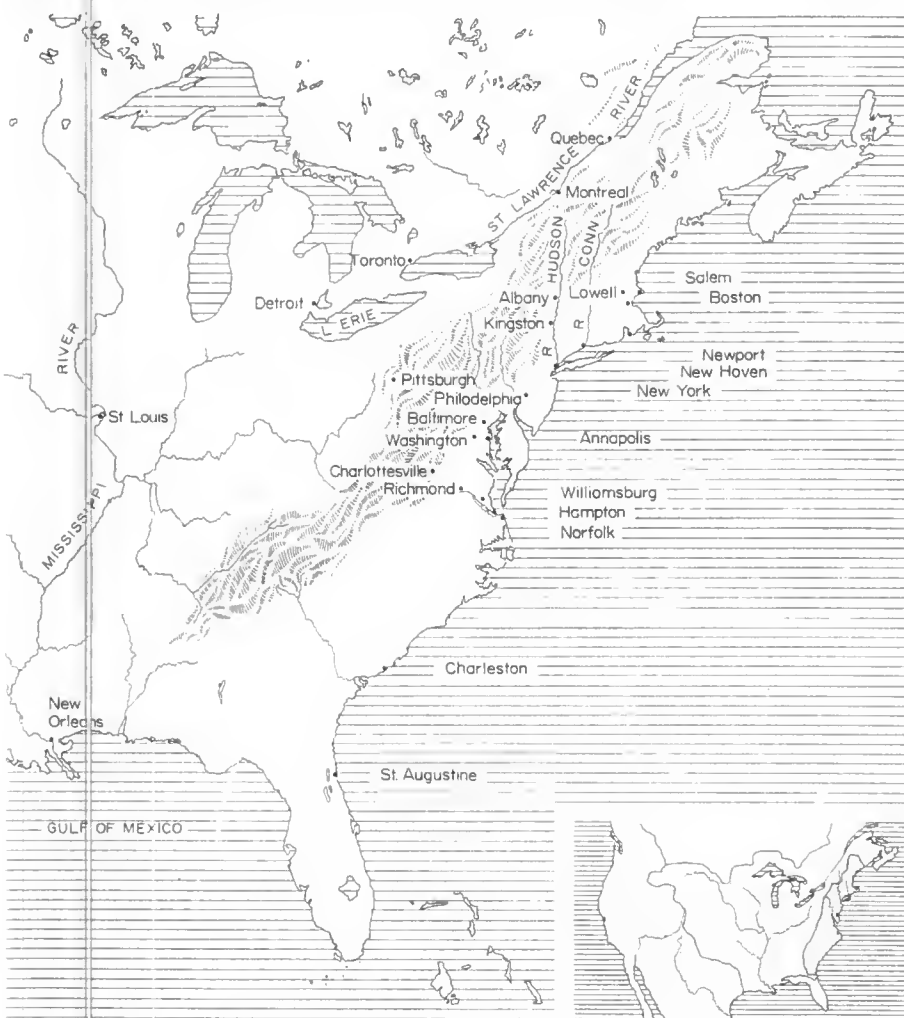 RIVER
Quebec
ST LAWRENCE
Montreal
HUDSON
CONN
Toronto
Salem
Detroit
Albany
Lowell
Boston
L ERIE
Kingston
R
R
RIVER
Newport
New Hoven
Pittsburgh
New York
Philadelphia
St Louis
Baltimore
Washington
Annapolis
Charlottesville
Richmond
Williamsburg
Hampton
MISSISSIPPI
Norfolk
Charleston
New
Orleans
St. Augustine
GULF OF MEXICO